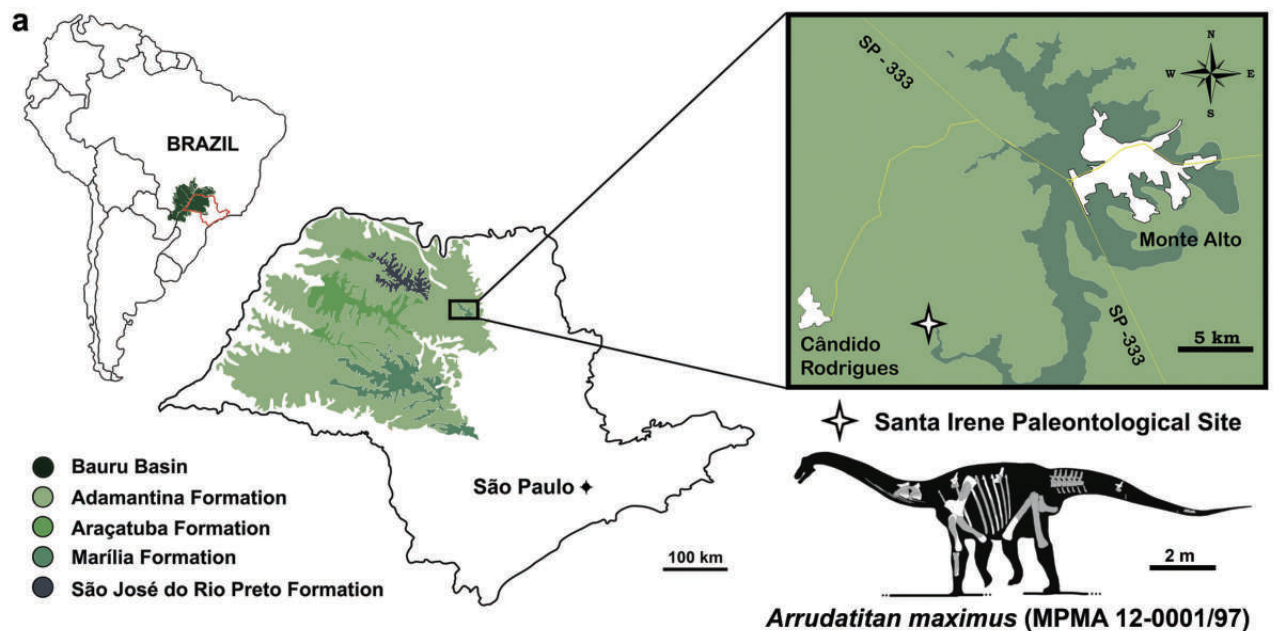 a
BRAZIL
SP - 333
N
W
E
S
Monte Alto
Cândido
Rodrigues
SP-333
5 km
Santa Irene Paleontological Site
Bauru Basin
Adamantina Formation
Araçatuba Formation
Marília Formation
São José do Rio Preto Formation
São Paulo
100 km
2 m
Arrudatitan maximus (MPMA 12-0001/97)